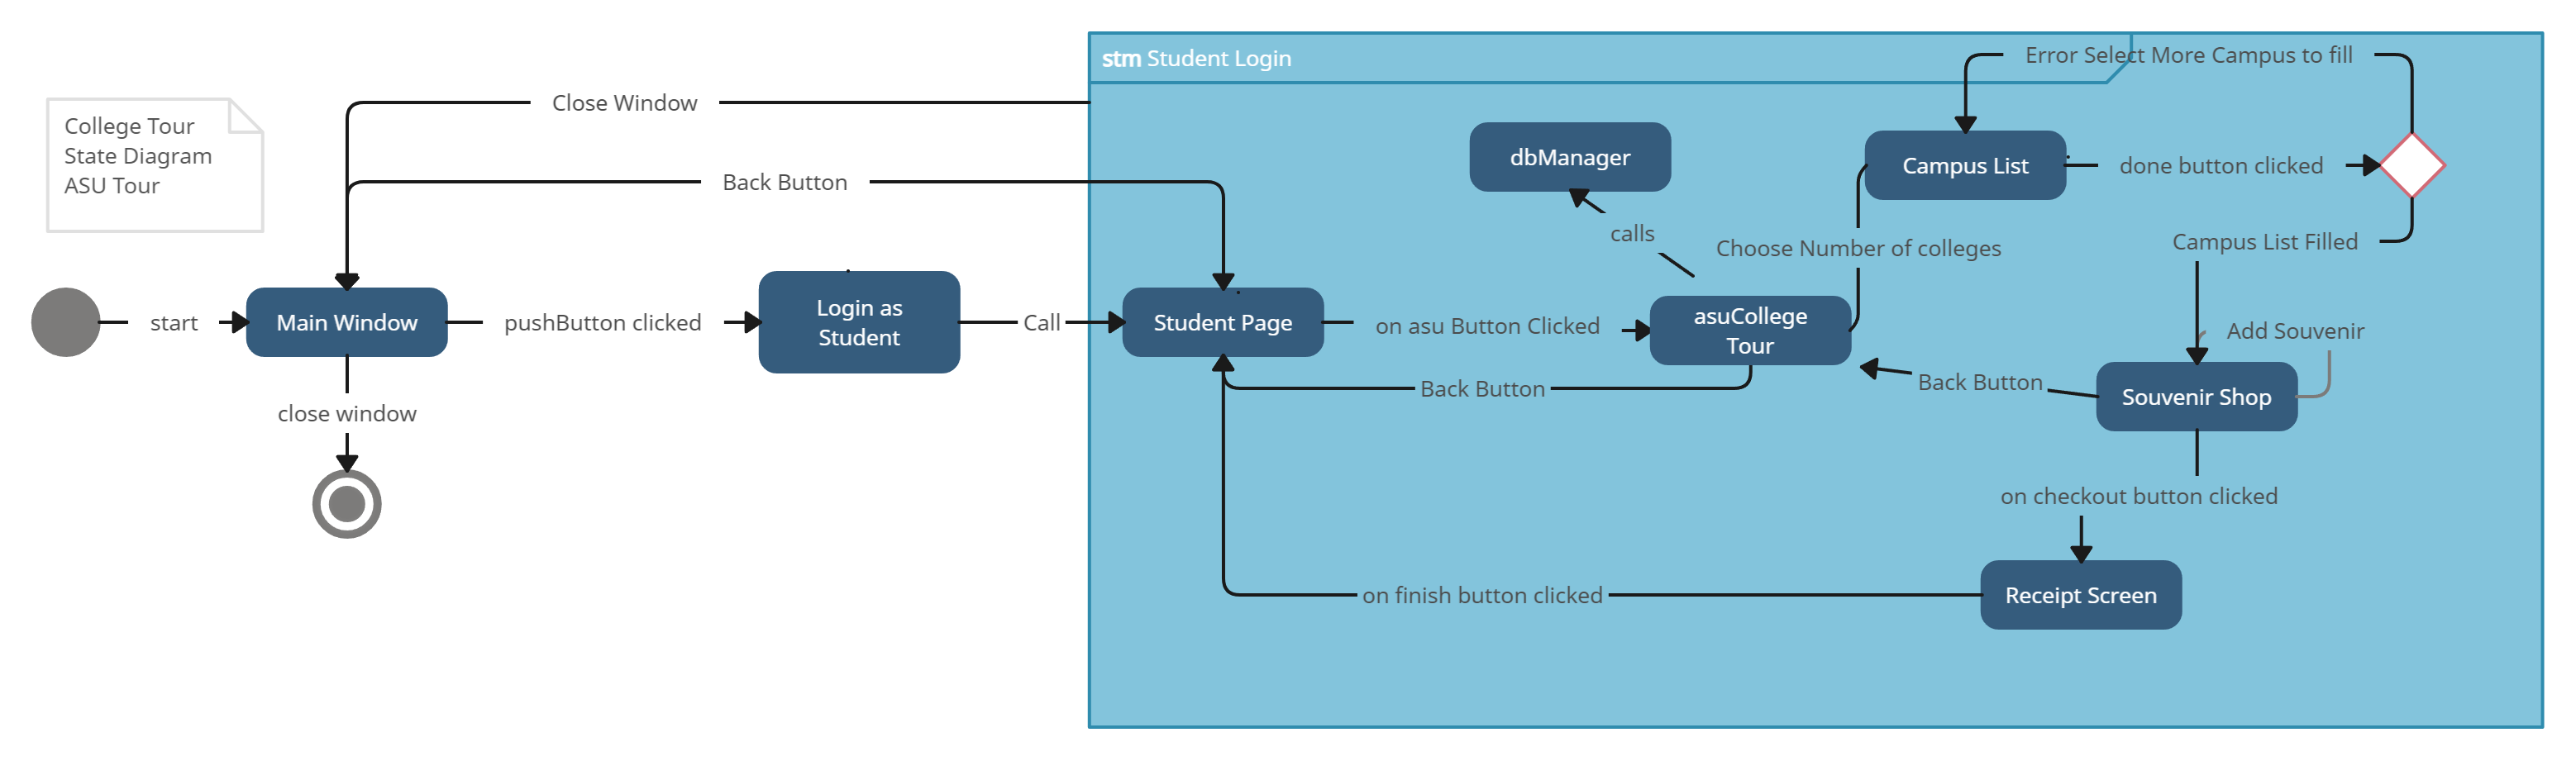 stm Student Login
Error Select More Campus to fill
Close Window
College Tour
State Diagram
ASU Tour
dbManager
Campus List
done button clicked
Back Button
calls
Choose Number of colleges
Campus List Filled
start
Main Window
pushButton clicked
Login as
Student
Call
Student Page
on asu Button Clicked
asuCollege
Tour
Add Souvenir
Back Button
Back Button
Souvenir Shop
close window
on checkout button clicked
on finish button clicked
Receipt Screen